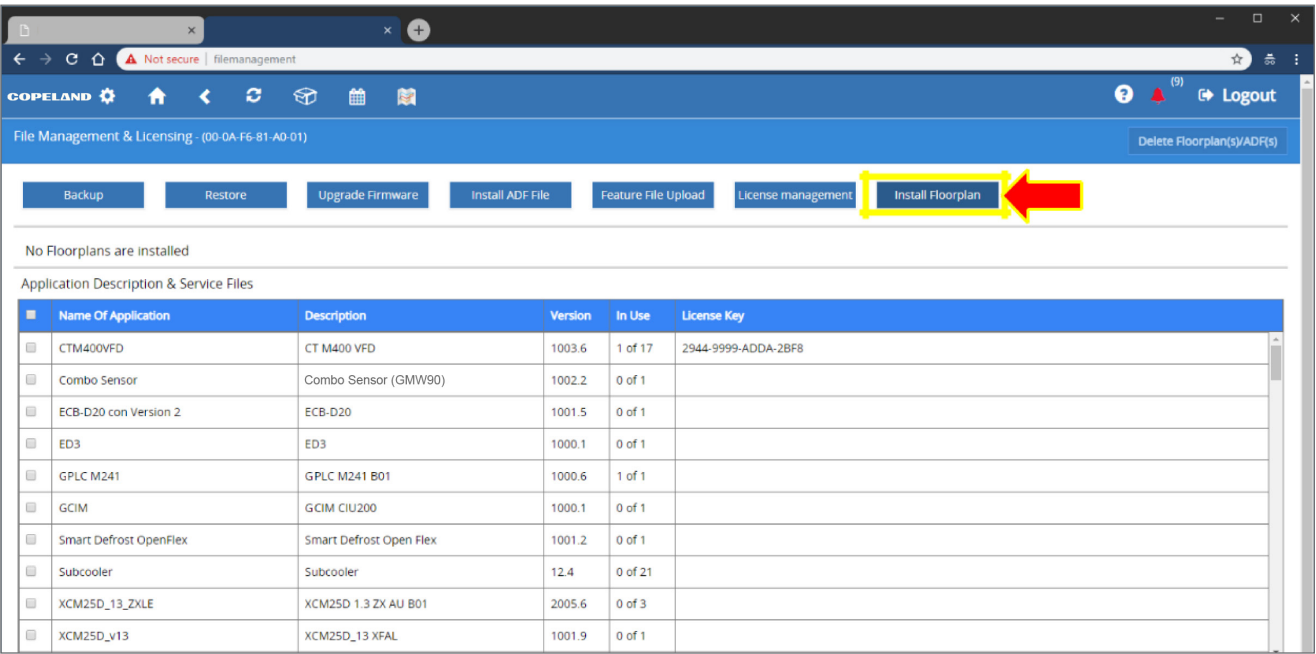 Not secure | filemanagement
COPELAND
(9)
Logout
File Management & Licensing - (00-0A-F6-81-A0-01)
Delete Floorplan(s)/ADF(s)
Backup Restore Upgrade Firmware Install ADF File Feature File Upload License management Install Floorplan
No Floorplans are installed
Application Description & Service Files
Name Of Application Description Version In Use License Key
CTM400VFD CT M400 VFD 1003.6 1 of 17 2944-9999-ADDA-2BF8
Combo Sensor Combo Sensor (GMW90) 1002.2 0 of 1
ECB-D20 con Version 2 ECB-D20 1001.5 0 of 1
ED3 ED3 1000.1 0 of 1
GPLC M241 GPLC M241 B01 1000.6 1 of 1
GCIM GCIM CIU200 1000.1 0 of 1
Smart Defrost OpenFlex Smart Defrost Open Flex 1001.2 0 of 1
Subcooler Subcooler 12.4 0 of 21
XCM25D_13_ZXLE XCM25D 1.3 ZX AU B01 2005.6 0 of 3
XCM25D_v13 XCM25D_13 XFAL 1001.9 0 of 1